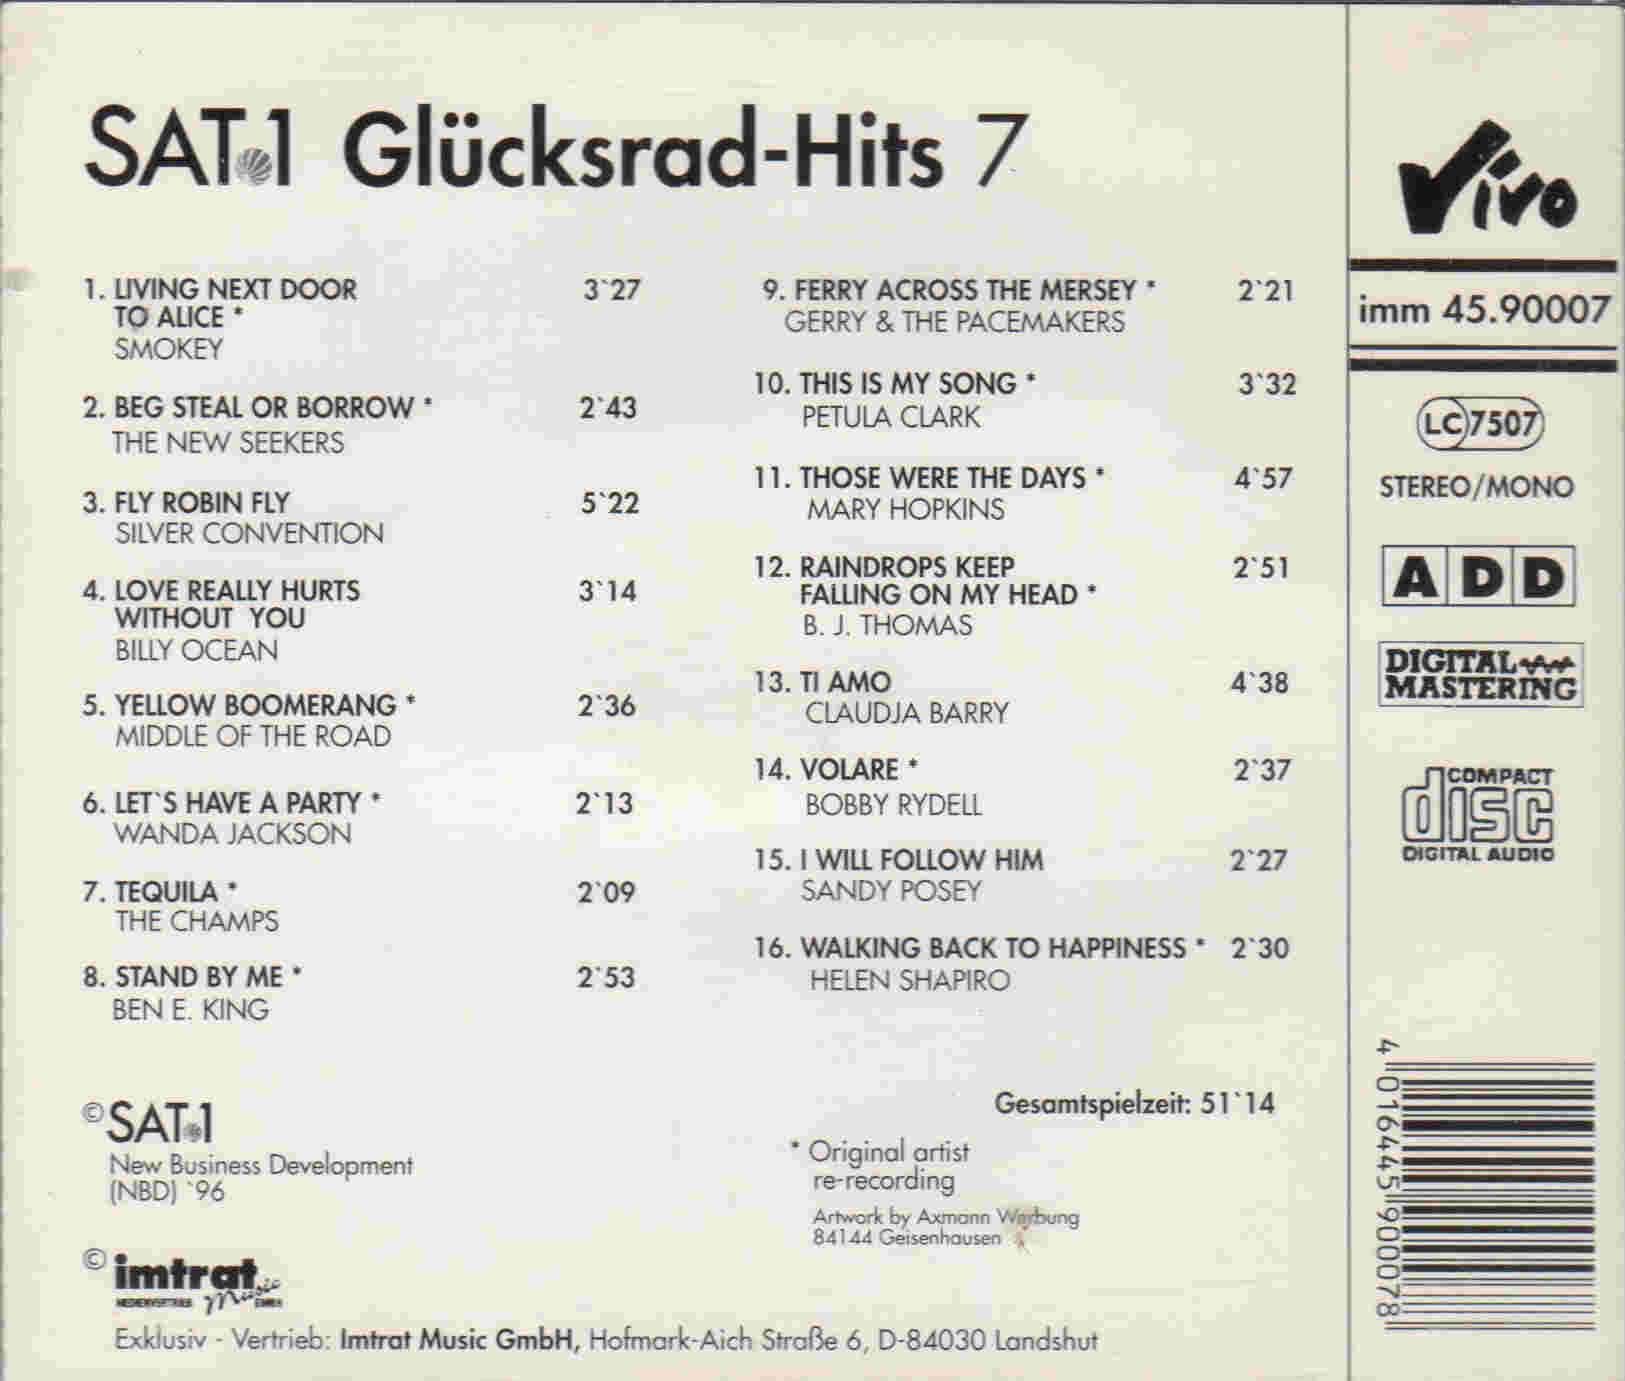 SAT.1 Glücksrad-Hits 7
1. LIVING NEXT DOOR 3`27
TO ALICE *
SMOKEY
2. BEG STEAL OR BORROW * 2`43
THE NEW SEEKERS
3. FLY ROBIN FLY 5`22
SILVER CONVENTION
4. LOVE REALLY HURTS 3`14
WITHOUT YOU
BILLY OCEAN
5. YELLOW BOOMERANG * 2`36
MIDDLE OF THE ROAD
6. LET`S HAVE A PARTY * 2`13
WANDA JACKSON
7. TEQUILA * 2`09
THE CHAMPS
8. STAND BY ME * 2`53
BEN E. KING
9. FERRY ACROSS THE MERSEY * 2`21
GERRY & THE PACEMAKERS
10. THIS IS MY SONG * 3`32
PETULA CLARK
11. THOSE WERE THE DAYS * 4`57
MARY HOPKINS
12. RAINDROPS KEEP 2`51
FALLING ON MY HEAD *
B. J. THOMAS
13. TI AMO 4`38
CLAUDJA BARRY
14. VOLARE * 2`37
BOBBY RYDELL
15. I WILL FOLLOW HIM 2`27
SANDY POSEY
16. WALKING BACK TO HAPPINESS * 2`30
HELEN SHAPIRO
Gesamtspielzeit: 51`14
* Original artist
re-recording
Artwork by Axmann Werbung
84144 Geisenhausen
© SAT.1
New Business Development
(NBD) `96
© imtrat
MEDIENVERTRIEB Music GMBH
Exklusiv - Vertrieb: Imtrat Music GmbH, Hofmark-Aich Straße 6, D-84030 Landshut
Vivo
imm 45.90007
LC 7507
STEREO/MONO
ADD
DIGITAL
MASTERING
COMPACT
disc
DIGITAL AUDIO
4 016445 900078